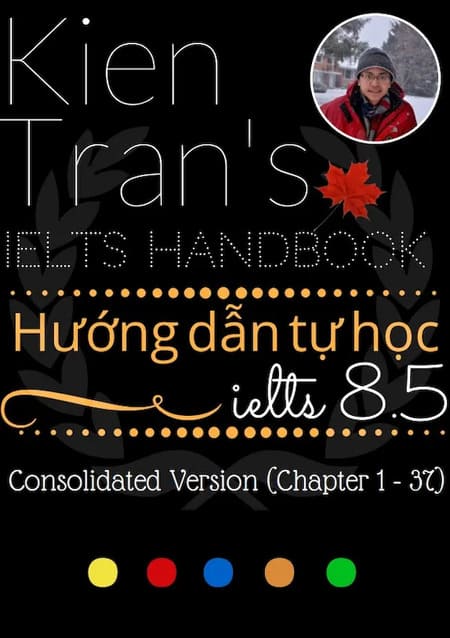 Kien
Tran's
IELTS HANDBOOK
Hướng dẫn tự học
ielts 8.5
Consolidated Version (Chapter 1 - 37)